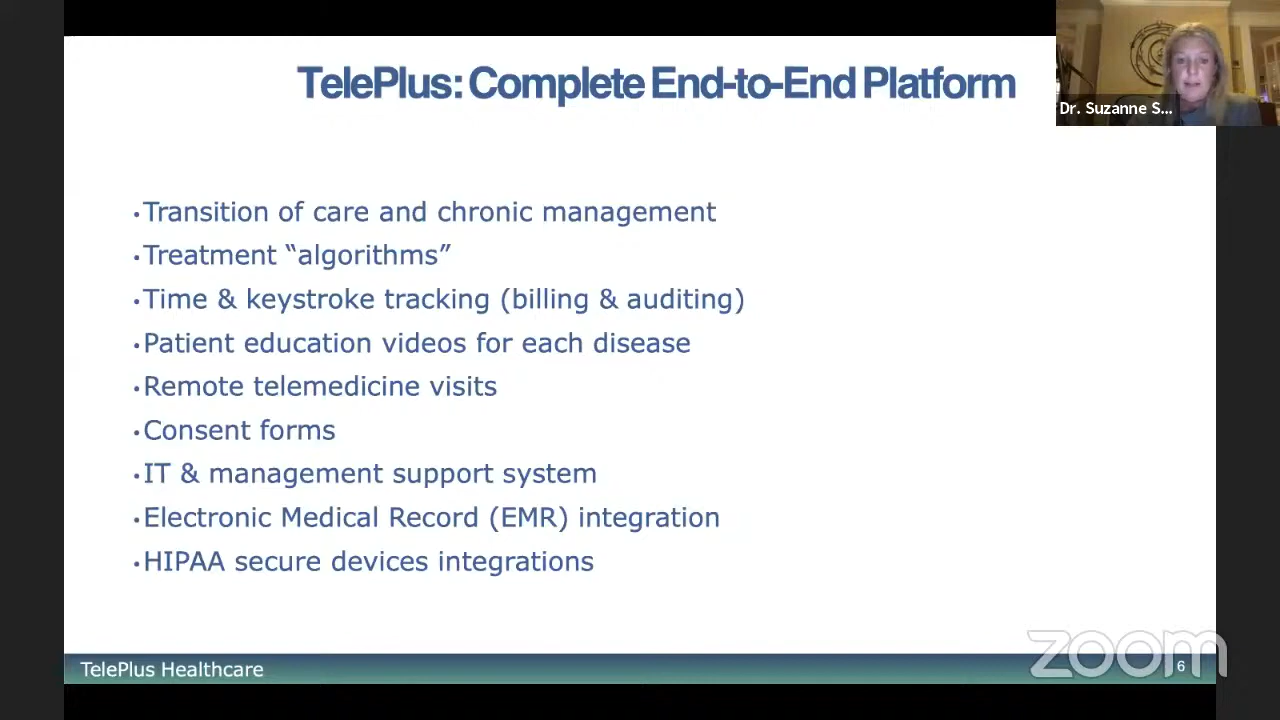 TelePlus: Complete End-to-End Platform
Dr. Suzanne S...
•Transition of care and chronic management
•Treatment “algorithms”
•Time & keystroke tracking (billing & auditing)
•Patient education videos for each disease
•Remote telemedicine visits
•Consent forms
•IT & management support system
•Electronic Medical Record (EMR) integration
•HIPAA secure devices integrations
TelePlus Healthcare
zoom
6